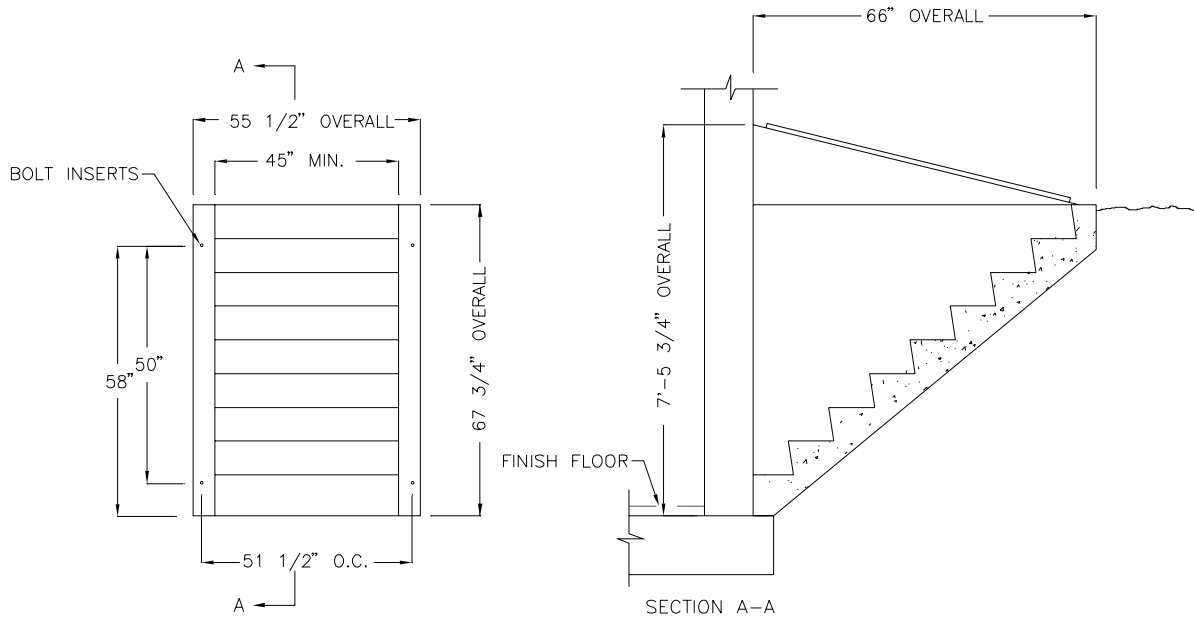 66” OVERALL
A
55 1/2” OVERALL
45” MIN.
BOLT INSERTS
58”
50”
67 3/4” OVERALL
51 1/2” O.C.
A
7’-5 3/4” OVERALL
FINISH FLOOR
SECTION A-A